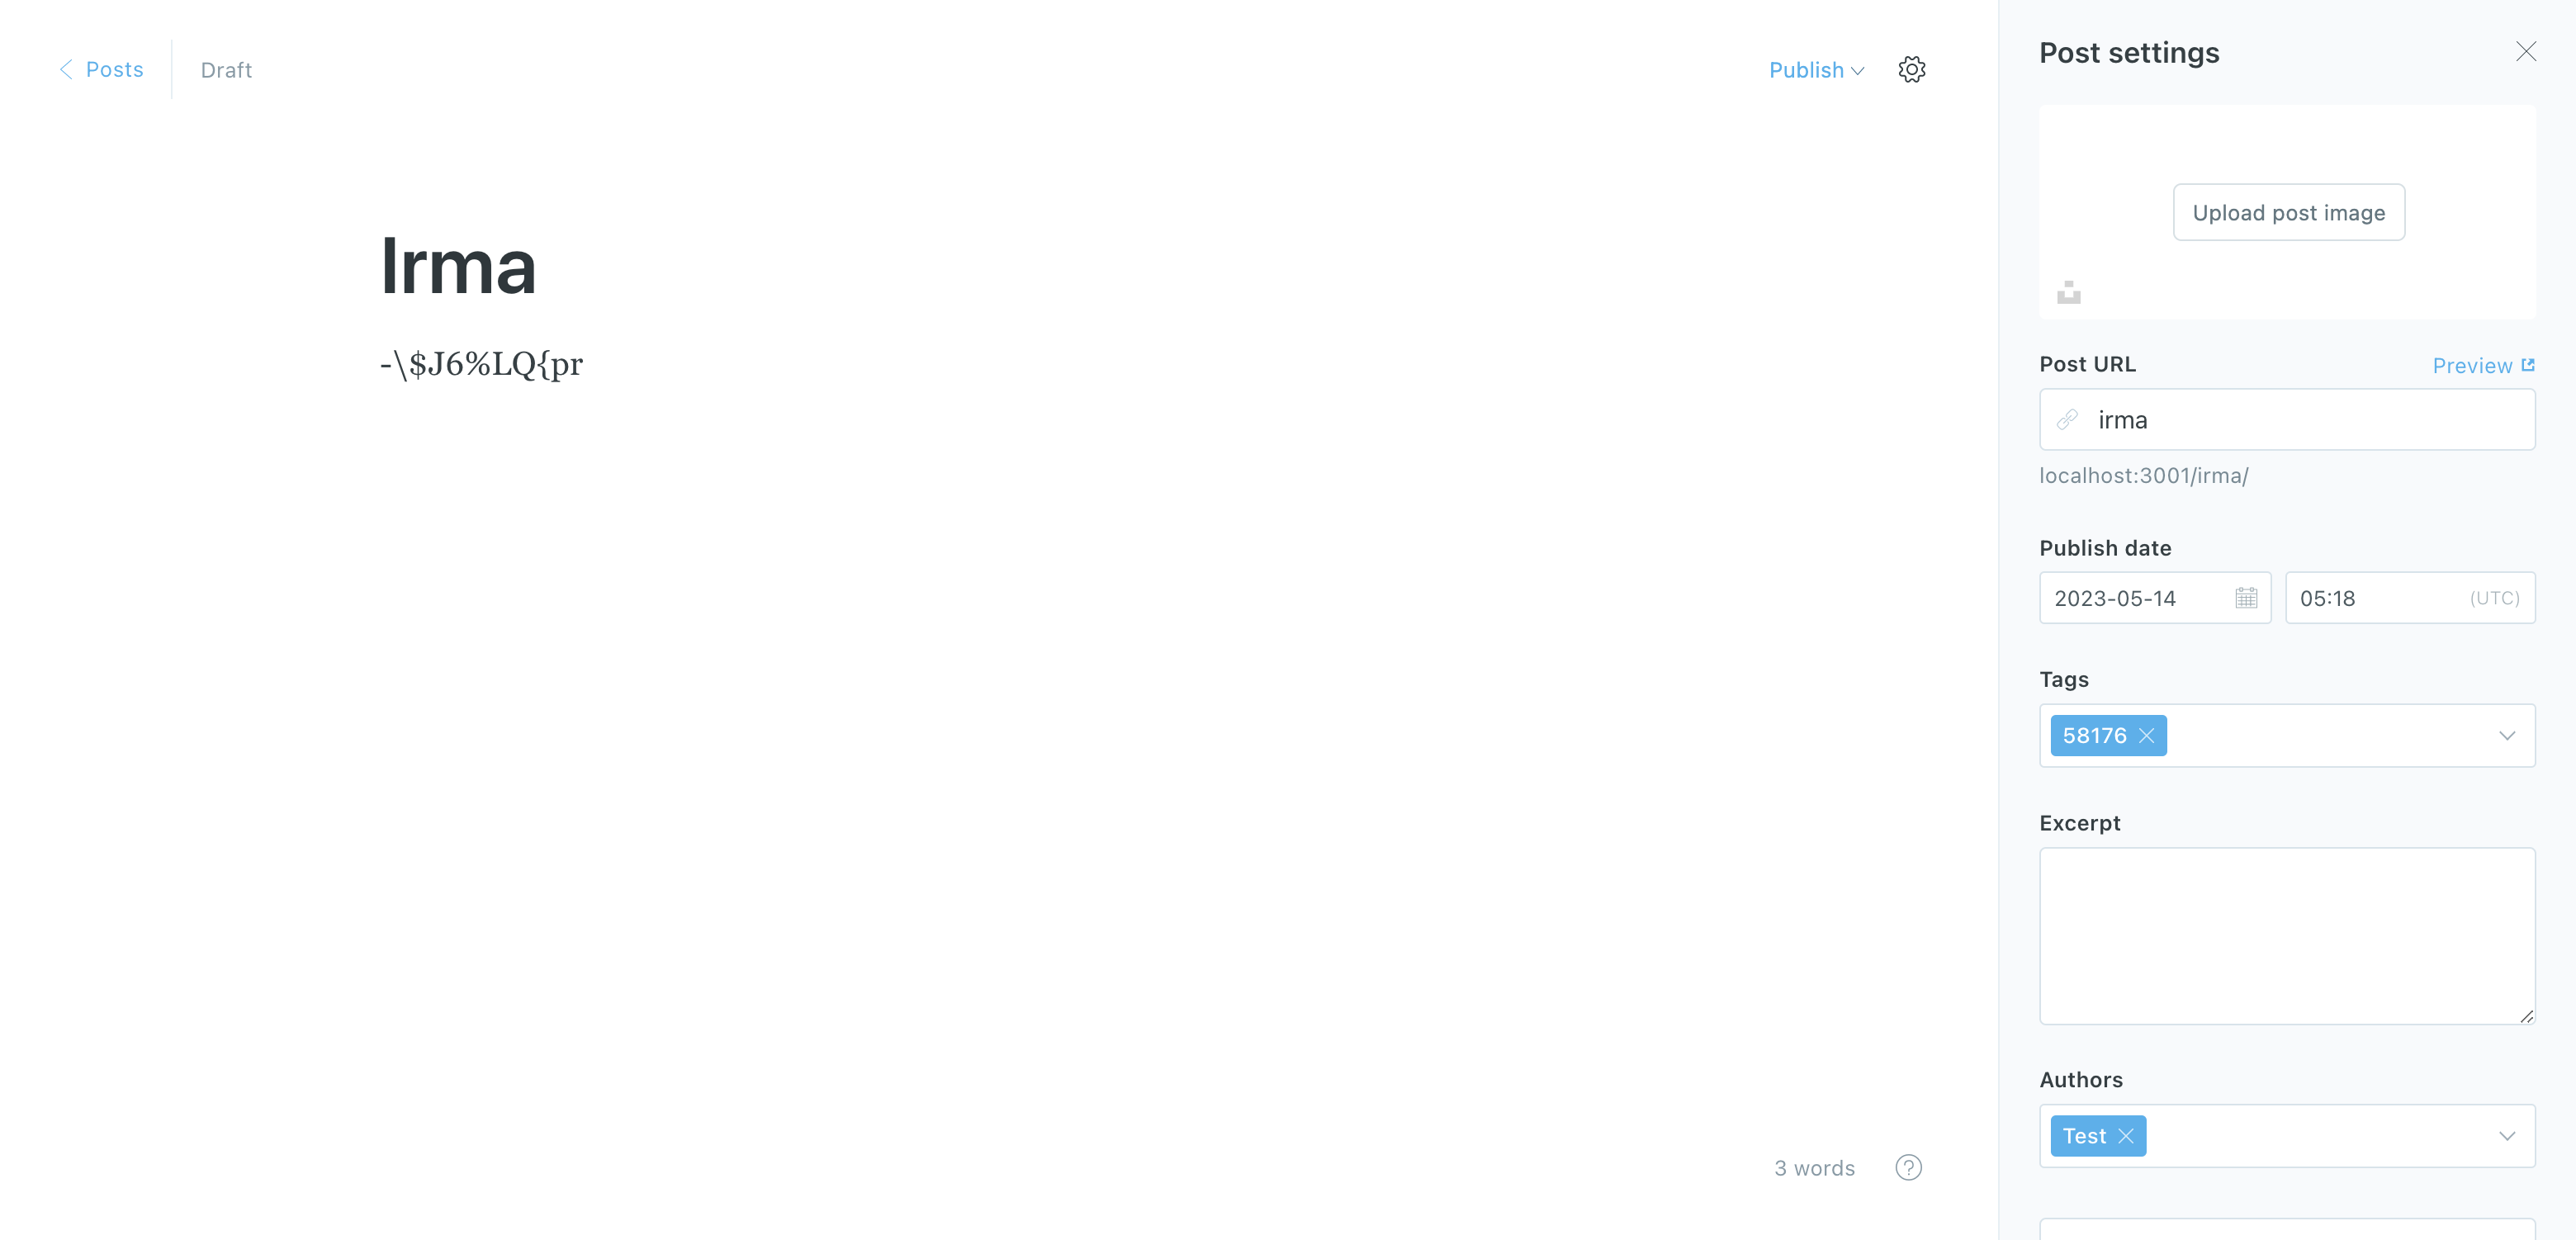 Posts
Draft
Publish
Irma
-\$J6%LQ{pr
3 words
?
Post settings
Upload post image
Post URL
Preview
irma
localhost:3001/irma/
Publish date
2023-05-14
05:18
(UTC)
Tags
58176
Excerpt
Authors
Test